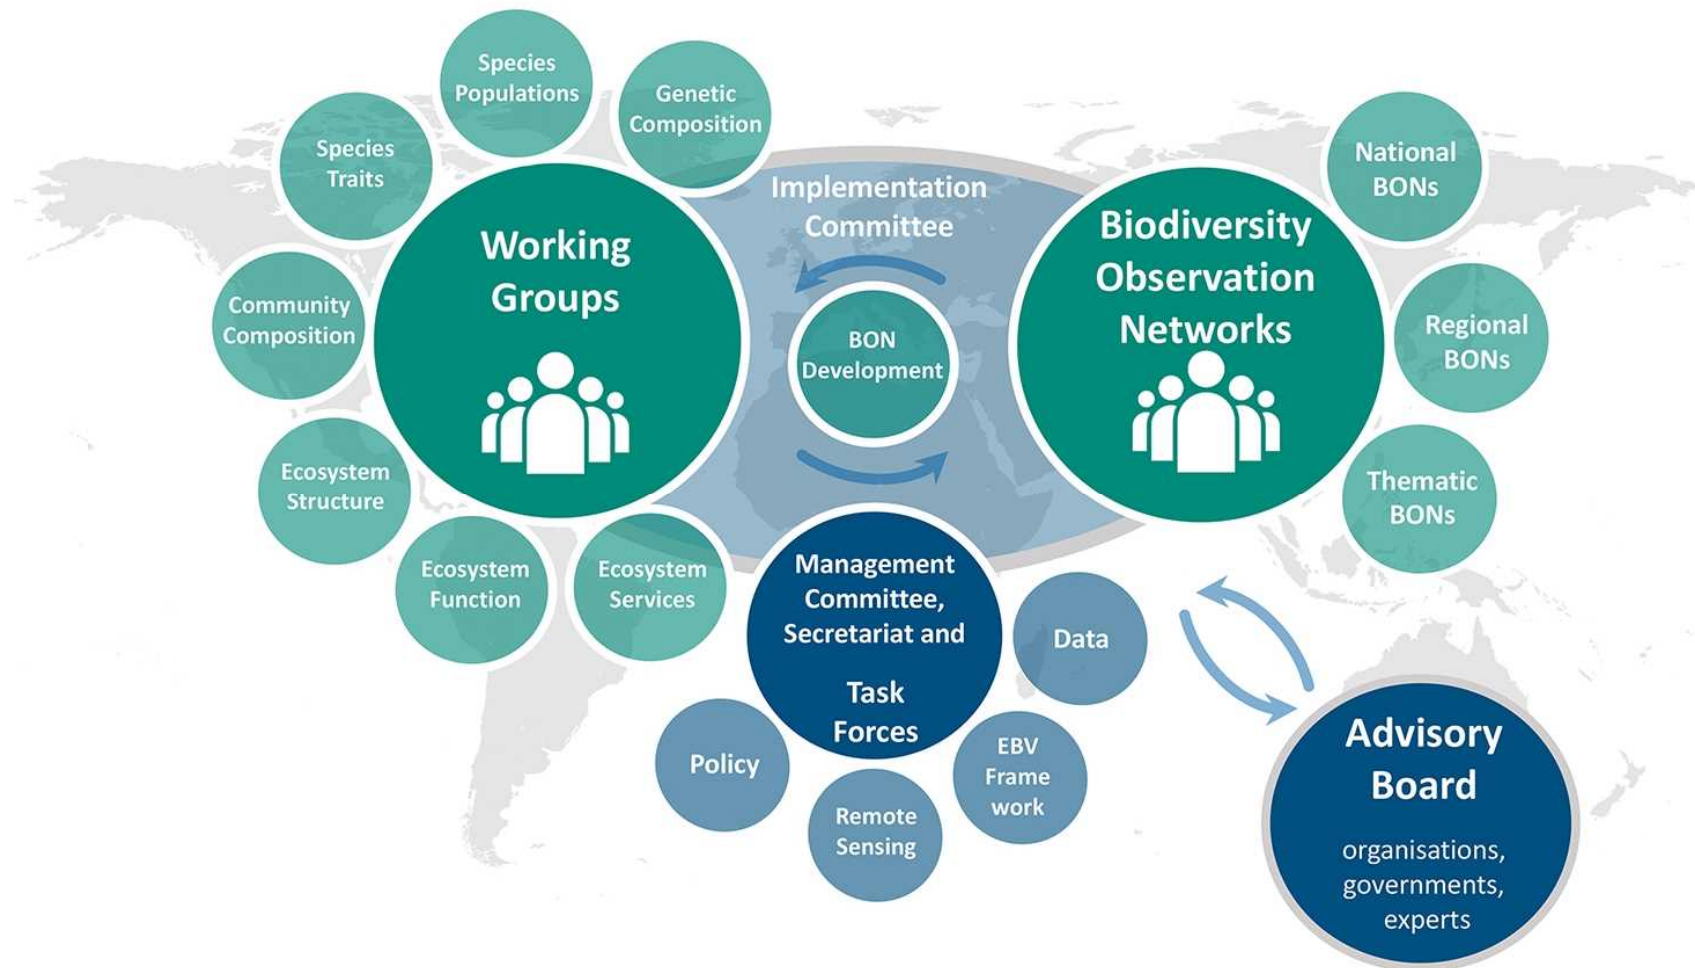 Species
Populations
Genetic
Composition
Species
Traits
Community
Composition
Ecosystem
Structure
Ecosystem
Function
Ecosystem
Services
Working
Groups
Implementation
Committee
BON
Development
Biodiversity
Observation
Networks
National
BONs
Regional
BONs
Thematic
BONs
Management
Committee,
Secretariat and
Task
Forces
Policy
Remote
Sensing
EBV
Frame
work
Data
Advisory
Board
organisations,
governments,
experts